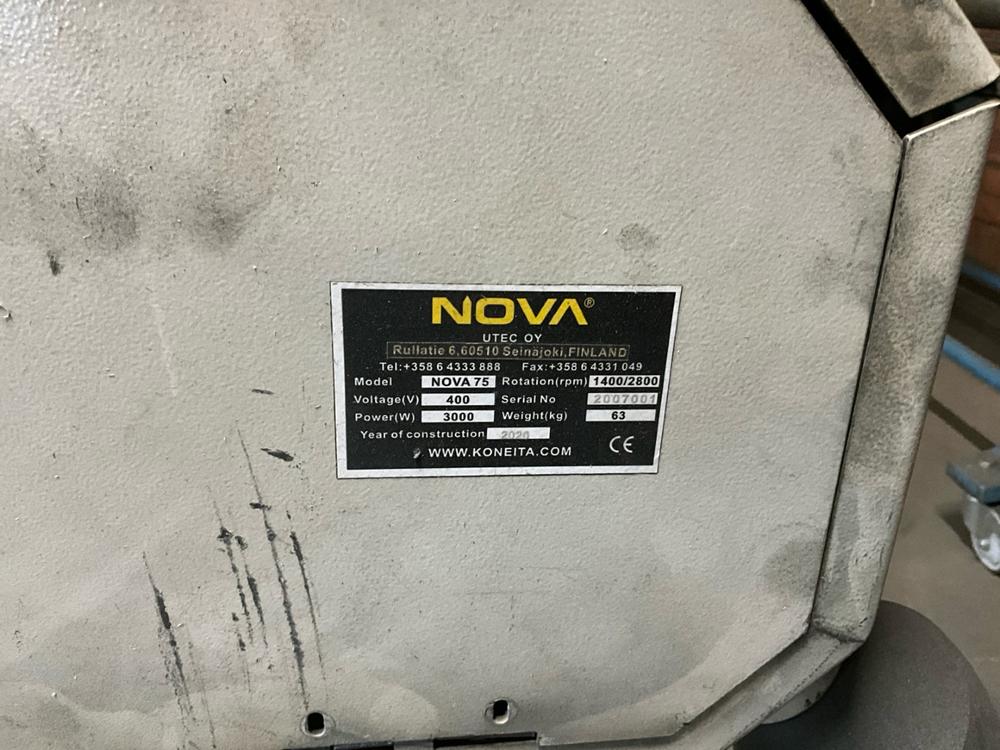 NOVA®
UTEC OY
Rullatie 6,60510 Seinäjoki,FINLAND
Tel:+358 6 4333 888 Fax:+358 6 4331 049
Model NOVA 75 Rotation(rpm) 1400/2800
Voltage(V) 400 Serial No 2007001
Power(W) 3000 Weight(kg) 63
Year of construction 2020
WWW.KONEITA.COM CE